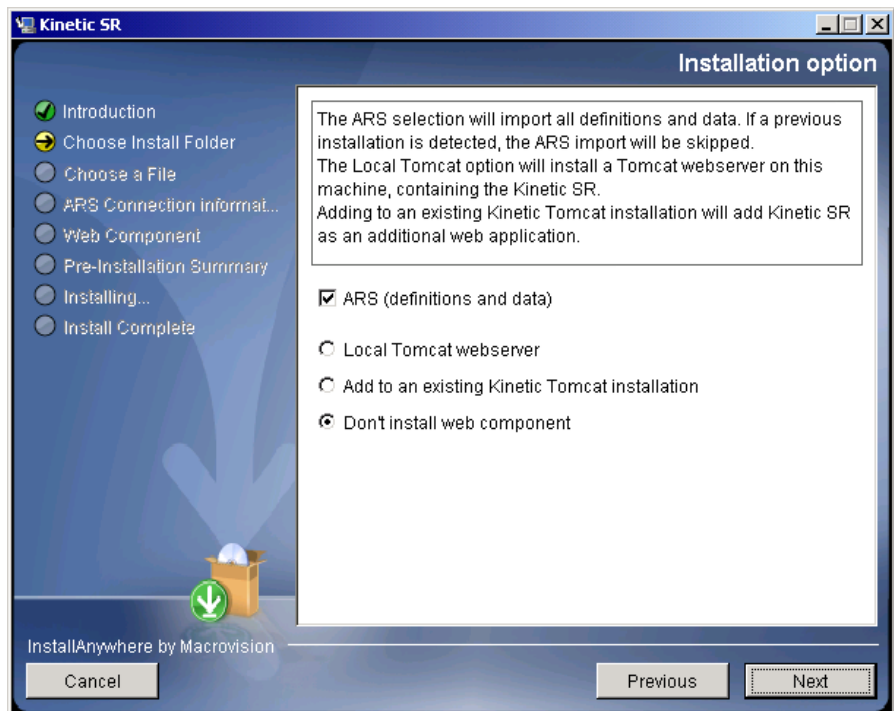 Kinetic SR
Installation option
Introduction
Choose Install Folder
Choose a File
ARS Connection informat...
Web Component
Pre-Installation Summary
Installing...
Install Complete
The ARS selection will import all definitions and data. If a previous
installation is detected, the ARS import will be skipped.
The Local Tomcat option will install a Tomcat webserver on this
machine, containing the Kinetic SR.
Adding to an existing Kinetic Tomcat installation will add Kinetic SR
as an additional web application.
ARS (definitions and data)
Local Tomcat webserver
Add to an existing Kinetic Tomcat installation
Don't install web component
InstallAnywhere by Macrovision
Cancel
Previous
Next